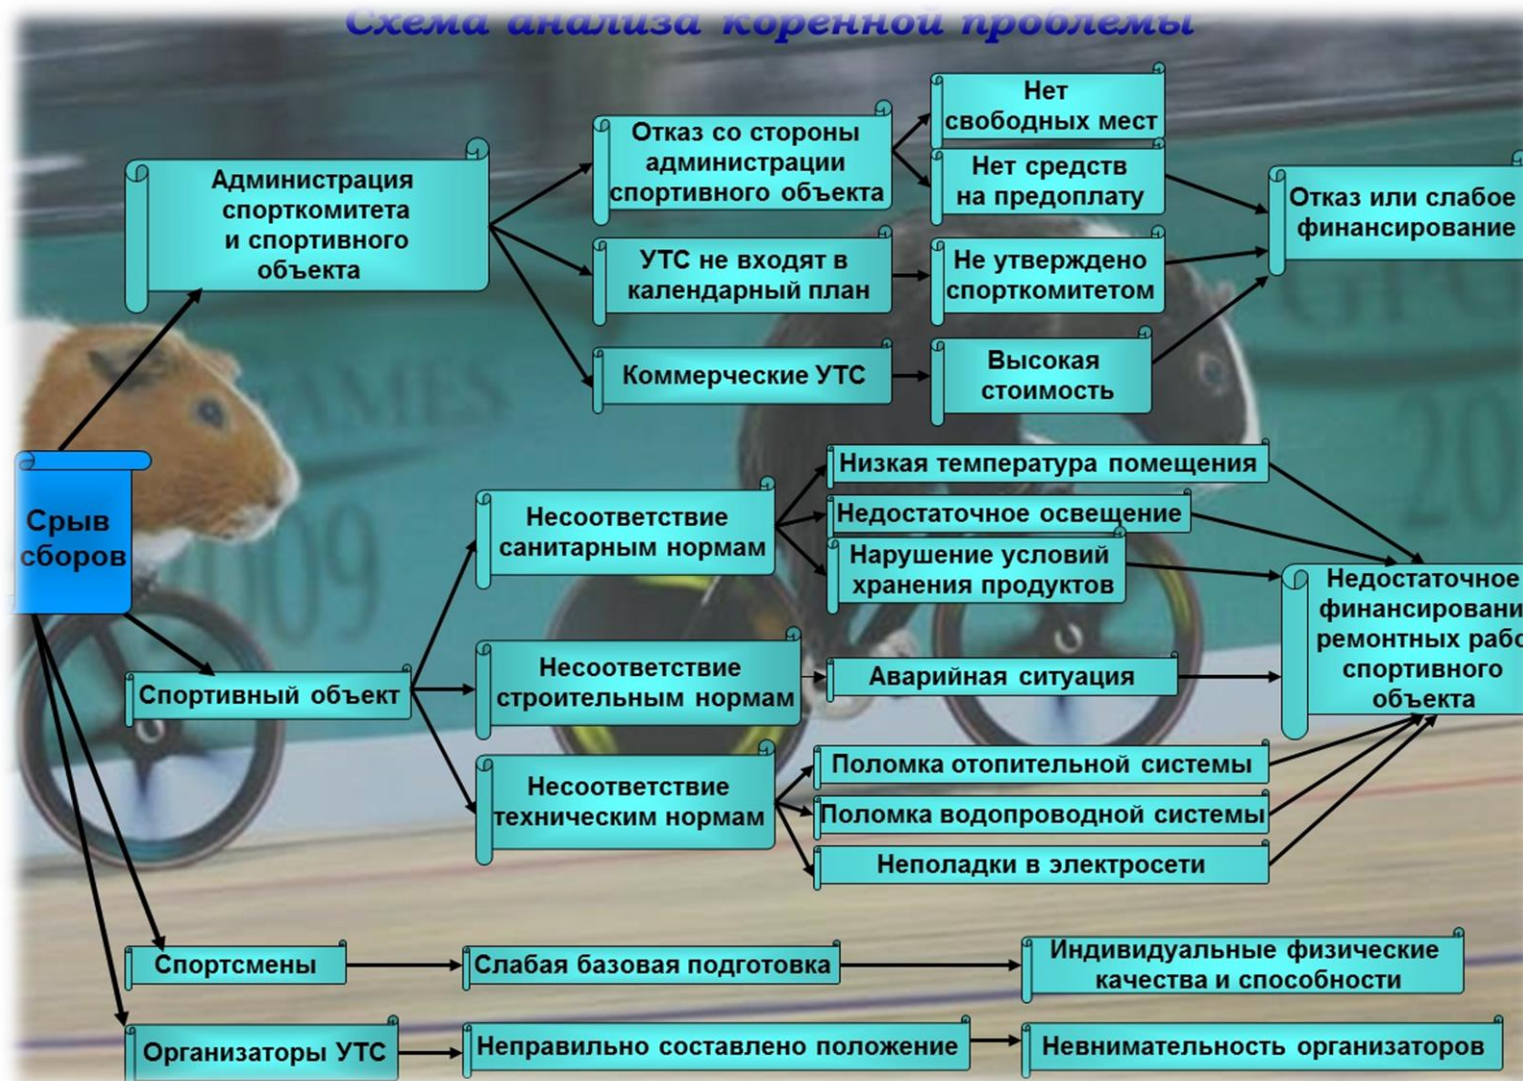 Схема анализа коренной проблемы
Администрация
спорткомитета
и спортивного
объекта
Отказ со стороны
администрации
спортивного объекта
Нет
свободных мест
Нет средств
на предоплату
Отказ или слабое
финансирование
УТС не входят в
календарный план
Не утверждено
спорткомитетом
Коммерческие УТС
Высокая
стоимость
Срыв
сборов
Спортивный объект
Несоответствие
санитарным нормам
Низкая температура помещения
Недостаточное освещение
Нарушение условий
хранения продуктов
Несоответствие
строительным нормам
Аварийная ситуация
Недостаточное
финансировани
ремонтных рабо
спортивного
объекта
Несоответствие
техническим нормам
Поломка отопительной системы
Поломка водопроводной системы
Неполадки в электросети
Спортсмены
Слабая базовая подготовка
Индивидуальные физические
качества и способности
Организаторы УТС
Неправильно составлено положение
Невнимательность организаторов
GAMES
2009
GPG
20